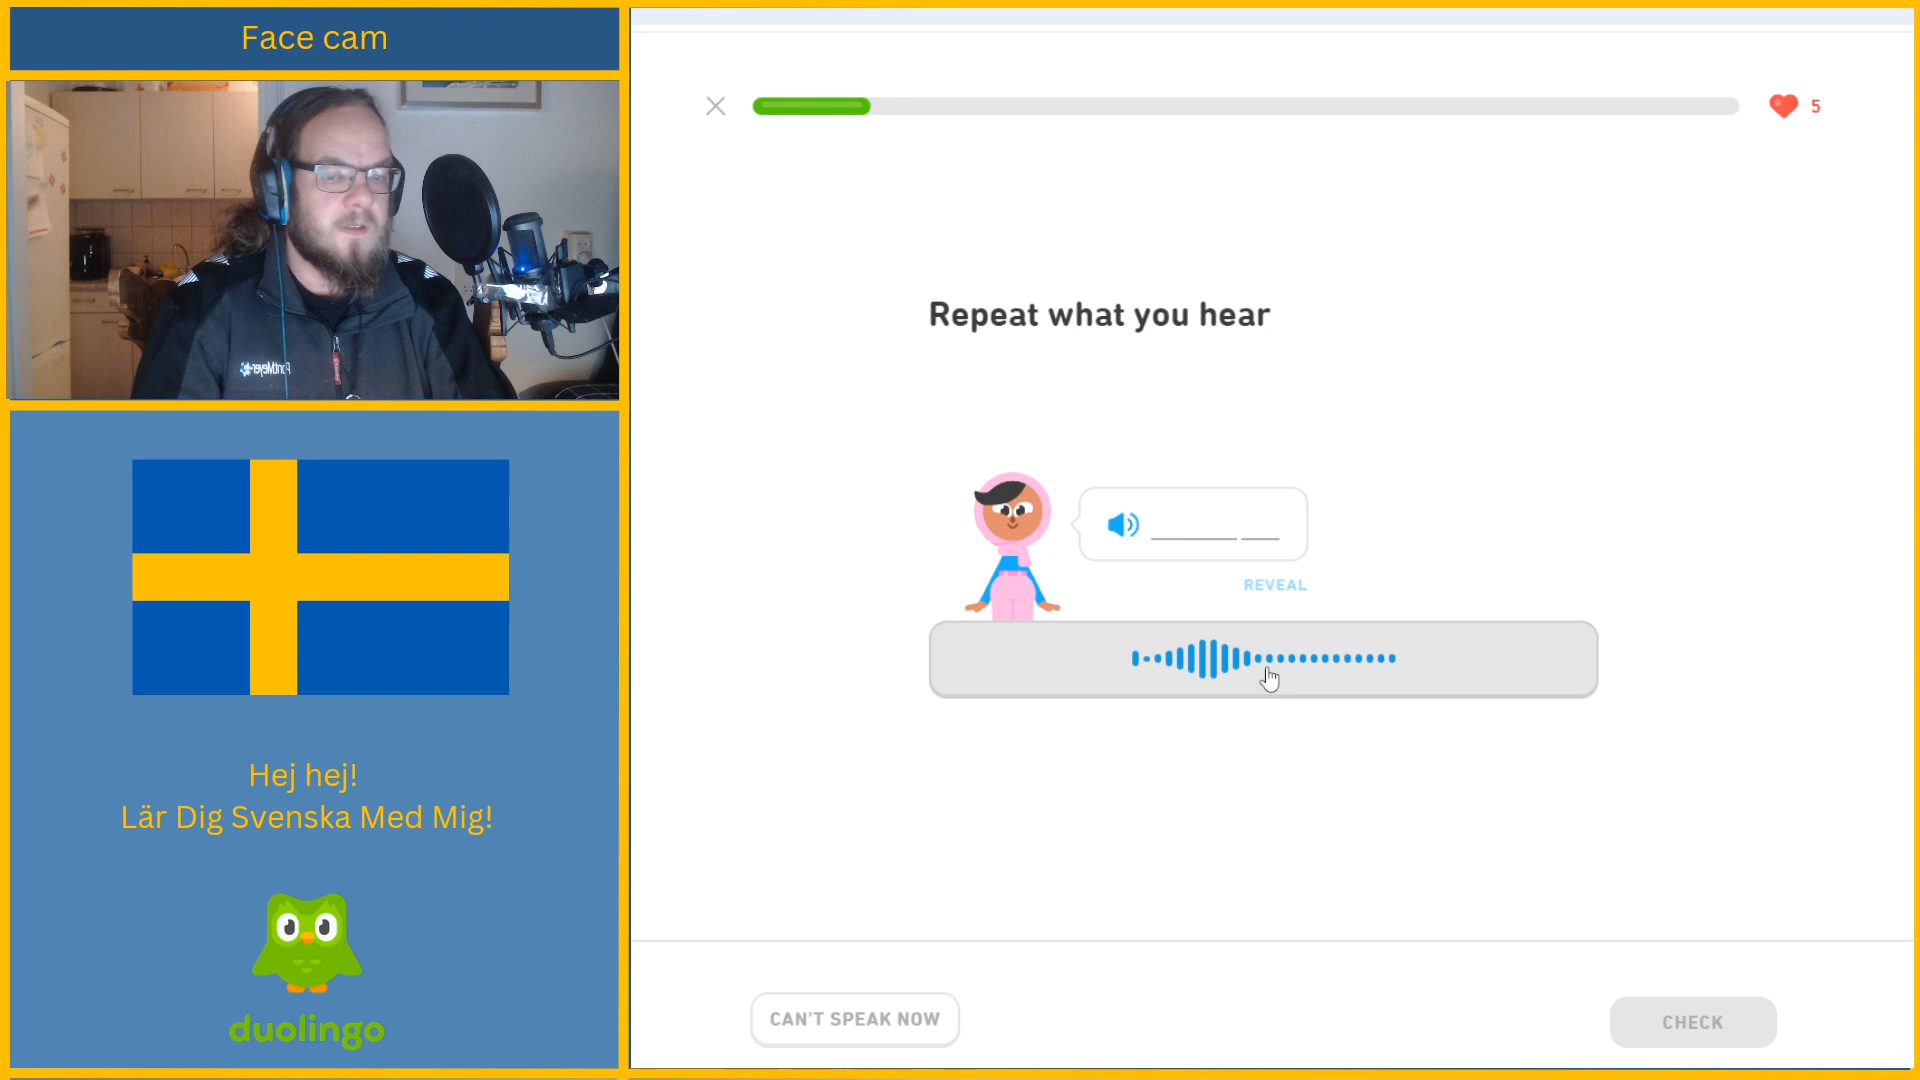 Face cam
5
Repeat what you hear
REVEAL
Hej hej!
Lär Dig Svenska Med Mig!
duolingo
CAN'T SPEAK NOW
CHECK